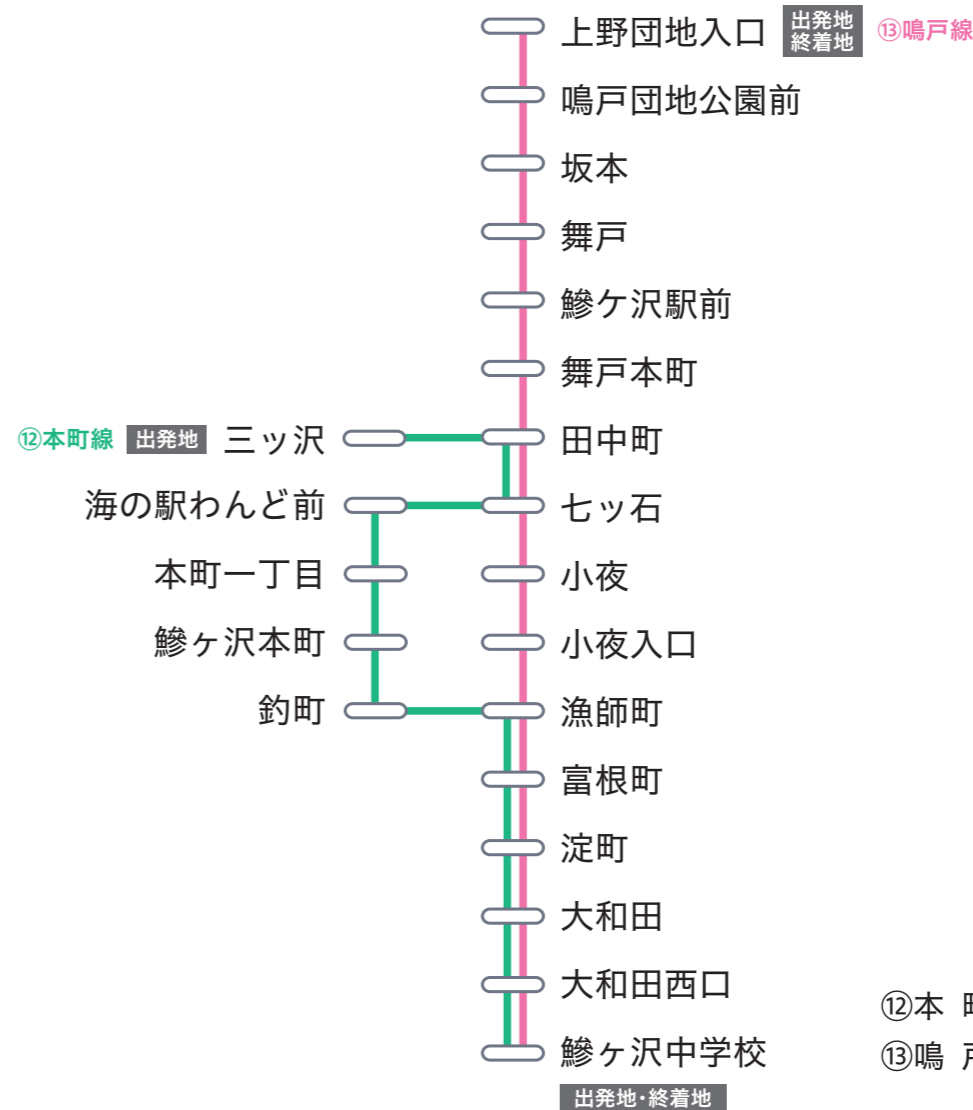 上野団地入口 出発地 終着地 ⑬鳴戸線
鳴戸団地公園前
坂本
舞戸
鰺ケ沢駅前
舞戸本町
⑫本町線 出発地 三ッ沢 田中町
海の駅わんど前 七ッ石
本町一丁目 小夜
鰺ヶ沢本町 小夜入口
釣町 漁師町
富根町
淀町
大和田
大和田西口
⑫本
鰺ヶ沢中学校
⑬鳴
出発地・終着地